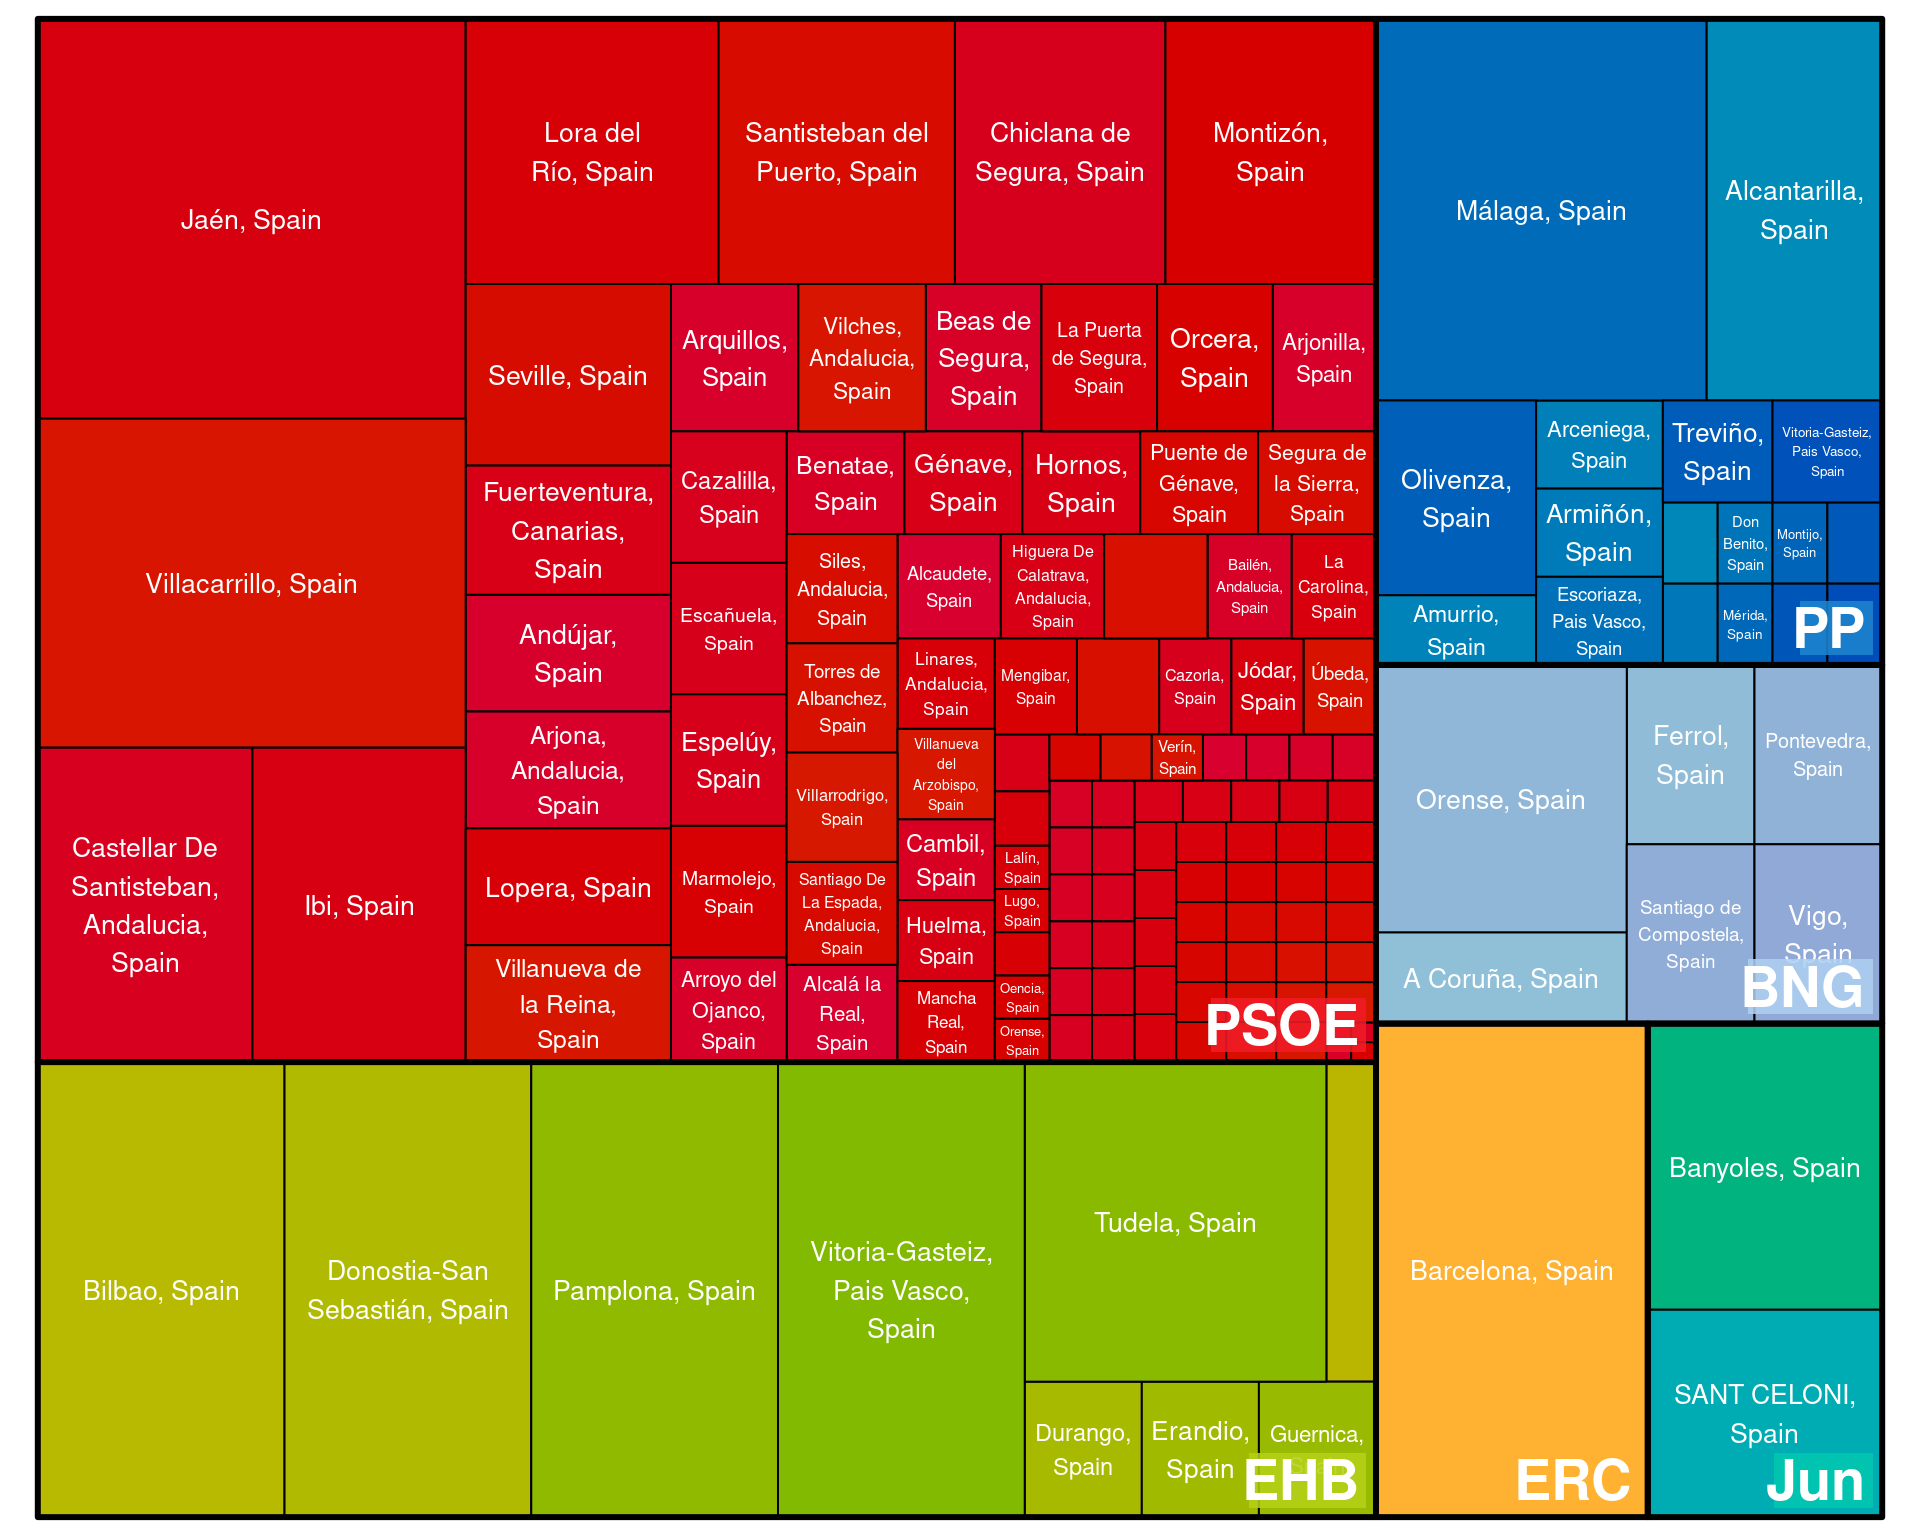 Jaén, Spain
Villacarrillo, Spain
Castellar De
Santisteban,
Andalucia,
Spain
Ibi, Spain
Lora del
Río, Spain
Santisteban del
Puerto, Spain
Chiclana de
Segura, Spain
Montizón,
Spain
Seville, Spain
Fuerteventura,
Canarias,
Spain
Andújar,
Spain
Arjona,
Andalucia,
Spain
Lopera, Spain
Villanueva de
la Reina,
Spain
Arquillos,
Spain
Vilches,
Andalucia,
Spain
Beas de
Segura,
Spain
La Puerta
de Segura,
Spain
Orcera,
Spain
Arjonilla,
Spain
Cazalilla,
Spain
Escañuela,
Spain
Espelúy,
Spain
Marmolejo,
Spain
Arroyo del
Ojanco,
Spain
Benatae,
Spain
Génave,
Spain
Hornos,
Spain
Puente de
Génave,
Spain
Segura de
la Sierra,
Spain
Siles,
Andalucia,
Spain
Torres de
Albanchez,
Spain
Villarrodrigo,
Spain
Santiago De
La Espada,
Andalucia,
Spain
Alcalá la
Real,
Spain
Alcaudete,
Spain
Higuera De
Calatrava,
Andalucia,
Spain
Bailén,
Andalucia,
Spain
La
Carolina,
Spain
Linares,
Andalucia,
Spain
Villanueva
del
Arzobispo,
Spain
Cambil,
Spain
Huelma,
Spain
Mancha
Real,
Spain
Mengibar,
Spain
Cazorla,
Spain
Jódar,
Spain
Úbeda,
Spain
Verín,
Spain
Lalín,
Spain
Lugo,
Spain
Oencia,
Spain
Orense,
Spain
PSOE
Málaga, Spain
Alcantarilla,
Spain
Olivenza,
Spain
Amurrio,
Spain
Arceniega,
Spain
Armiñón,
Spain
Escoriaza,
Pais Vasco,
Spain
Treviño,
Spain
Vitoria-Gasteiz,
Pais Vasco,
Spain
Don
Benito,
Spain
Montijo,
Spain
Mérida,
Spain
PP
Orense, Spain
A Coruña, Spain
Ferrol,
Spain
Pontevedra,
Spain
Santiago de
Compostela,
Spain
Vigo,
Spain
BNG
Bilbao, Spain
Donostia-San
Sebastián, Spain
Pamplona, Spain
Vitoria-Gasteiz,
Pais Vasco,
Spain
Tudela, Spain
Durango,
Spain
Erandio,
Spain
Guernica,
EHB
Barcelona, Spain
ERC
Banyoles, Spain
SANT CELONI,
Spain
Jun